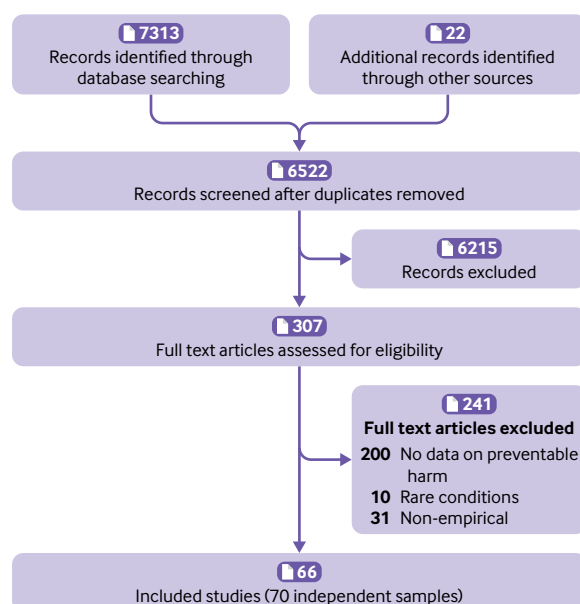 7313
Records identified through
database searching
22
Additional records identified
through other sources
6522
Records screened after duplicates removed
6215
Records excluded
307
Full text articles assessed for eligibility
241
Full text articles excluded
200 No data on preventable
harm
10 Rare conditions
31 Non-empirical
66
Included studies (70 independent samples)